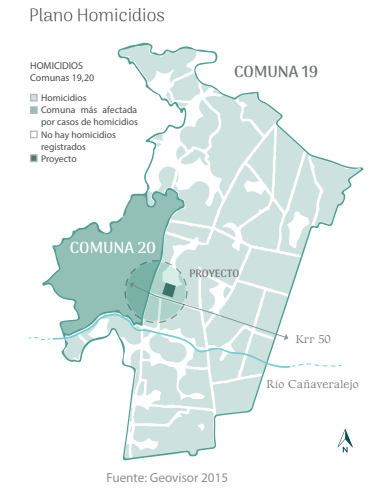 Plano Homicidios
HOMICIDIOS
Comunas 19,20
Homicidios
Comuna más afectada
por casos de homicidios
No hay homicidios
registrados
Proyecto
COMUNA 19
COMUNA 20
PROYECTO
Krr 50
Río Cañaveralejo
N
Fuente: Geovisor 2015